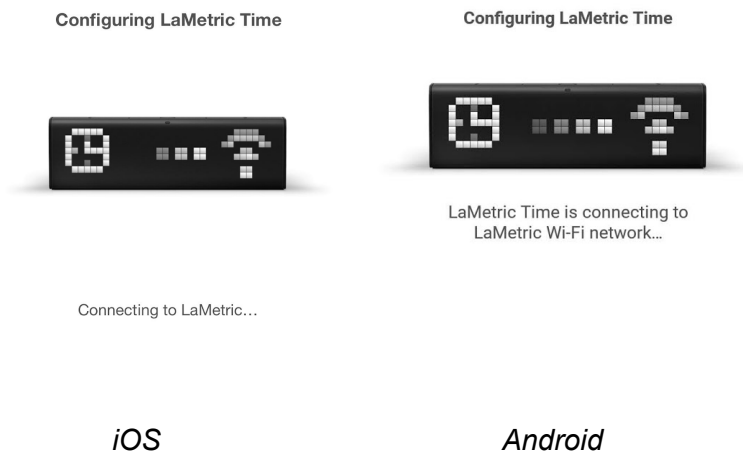 Configuring LaMetric Time
Connecting to LaMetric...
iOS
Configuring LaMetric Time
LaMetric Time is connecting to
LaMetric Wi-Fi network...
Android